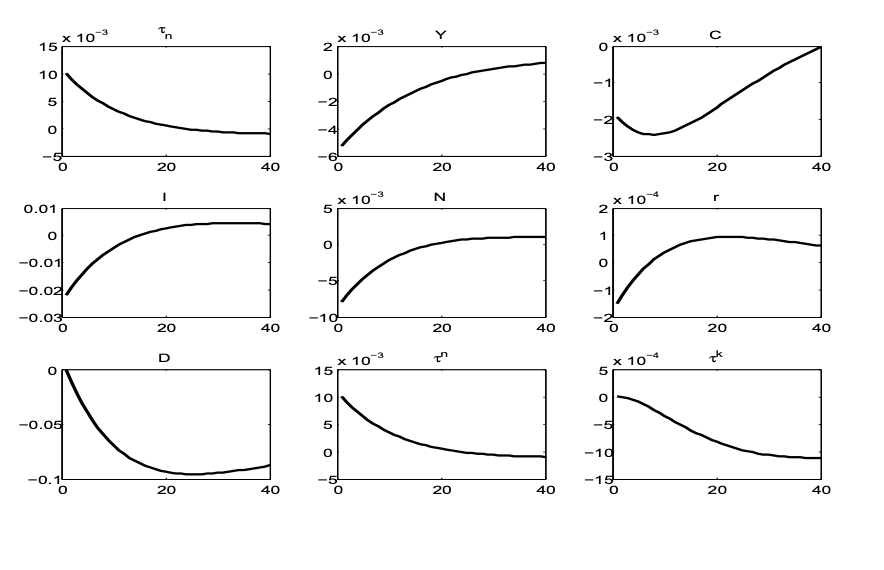 τₙ Y C
x 10⁻³ x 10⁻³ x 10⁻³
15 2 0
10 0 −1
5 −2
0 −4 −2
−5 −6 −3
0 20 40 0 20 40 0 20 40
I N r
x 10⁻³ x 10⁻⁴
0.01 5 2
0 0 1
−0.01 0
−0.02 −5 −1
−0.03 −10 −2
0 20 40 0 20 40 0 20 40
D τⁿ τᵏ
x 10⁻³ x 10⁻⁴
0 15 5
10 0
−0.05 5 −5
0 −10
−0.1 −5 −15
0 20 40 0 20 40 0 20 40